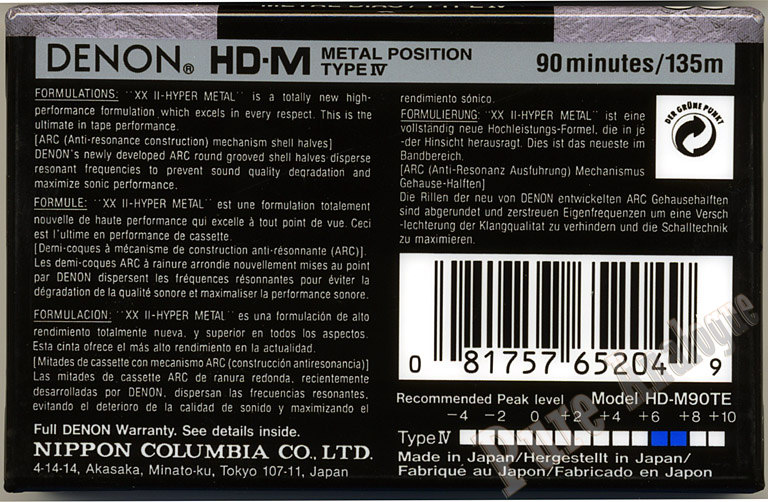 METAL BIAS / TYPE IV
DENON® HD·M METAL POSITION TYPE IV 90 minutes/135m
FORMULATIONS: ¨XX II-HYPER METAL¨ is a totally new high-
performance formulation which excels in every respect. This is the
ultimate in tape performance.
[ARC (Anti-resonance construction) mechanism shell halves]
DENON's newly developed ARC round grooved shell halves disperse
resonant frequencies to prevent sound quality degradation and
maximize sonic performance.
FORMULE: ¨XX II-HYPER METAL¨ est une formulation totalement
nouvelle de haute performance qui excelle à tout point de vue. Ceci
est l'ultime en performance de cassette.
[Demi-coques à mécanisme de construction anti-résonnante (ARC)].
Les demi-coques ARC à rainure arrondie nouvellement mises au point
par DENON dispersent les fréquences résonnantes pour éviter la
dégradation de la qualité sonore et maximaliser la performance sonore.
FORMULACION: ¨XX II-HYPER METAL¨ es una formulación de alto
rendimiento totalmente nueva, y superior en todos los aspectos.
Esta cinta ofrece el más alto rendimiento en la actualidad.
[Mitades de cassette con mecanismo ARC (construcción antiresonancia)]
Las mitades de cassette ARC de ranura redonda, recientemente
desarrolladas por DENON, dispersan las frecuencias resonantes,
evitando el deterioro de la calidad de sonido y maximizando el
Full DENON Warranty. See details inside.
NIPPON COLUMBIA CO., LTD.
4-14-14, Akasaka, Minato-ku, Tokyo 107-11, Japan
rendimiento sónico.
FORMULIERUNG: ¨XX II-HYPER METAL¨ ist eine
vollständig neue Hochleistungs-Formel, die in jé
-der Hinsicht herausragt. Dies ist das neueste im
Bandbereich.
[ARC (Anti-Resonanz Ausfuhrung) Mechanismus
Gehause-Halften]
Die Rillen der neu von DENON entwickelten ARC Gehausehaiften
sind abgerundet und zerstreuen Eigenfrequenzen um eine Versch
-lechterung der Klangqualitat zu verhindern und die Schalltechnik
zu maximieren.
DER GRÜNE PUNKT
0 81757 65204 9
Recommended Peak level Model HD-M90TE
−4 −2 0 +2 +4 +6 +8 +10
Type IV
Made in Japan/Hergestellt in Japan/
Fabriqué au Japon/Fabricado en Japon
Pure Analogue